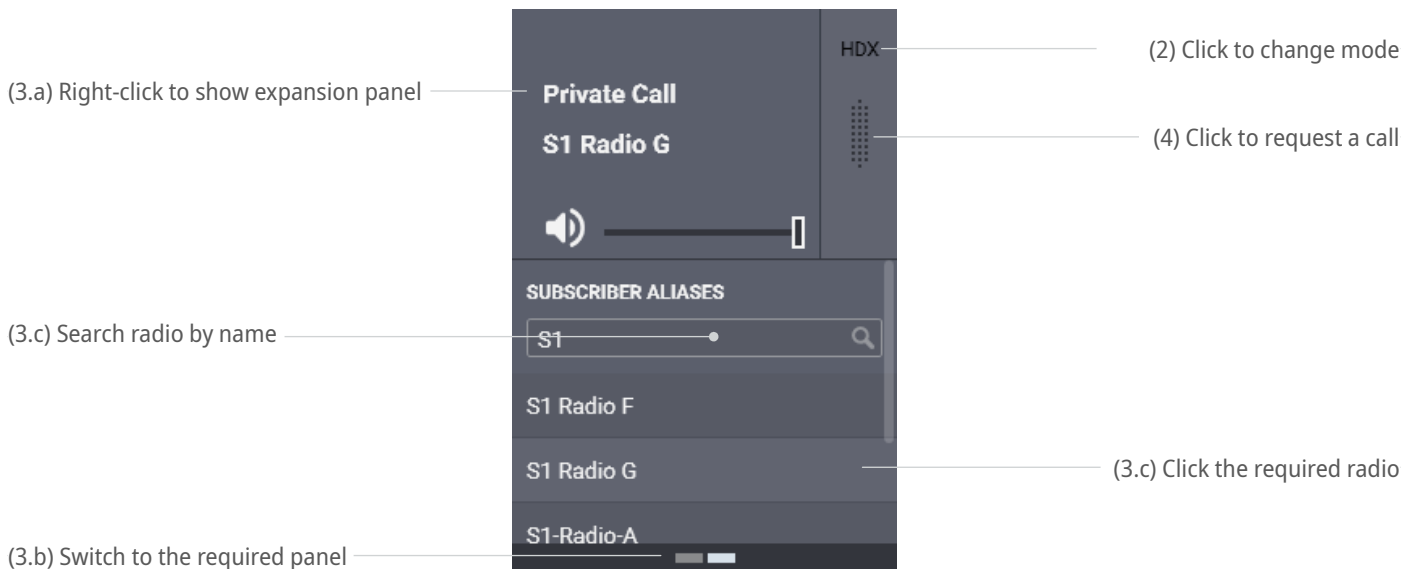 HDX
(2) Click to change mode
(3.a) Right-click to show expansion panel
Private Call
(4) Click to request a call
S1 Radio G
SUBSCRIBER ALIASES
(3.c) Search radio by name
S1
S1 Radio F
S1 Radio G
(3.c) Click the required radio
S1-Radio-A
(3.b) Switch to the required panel